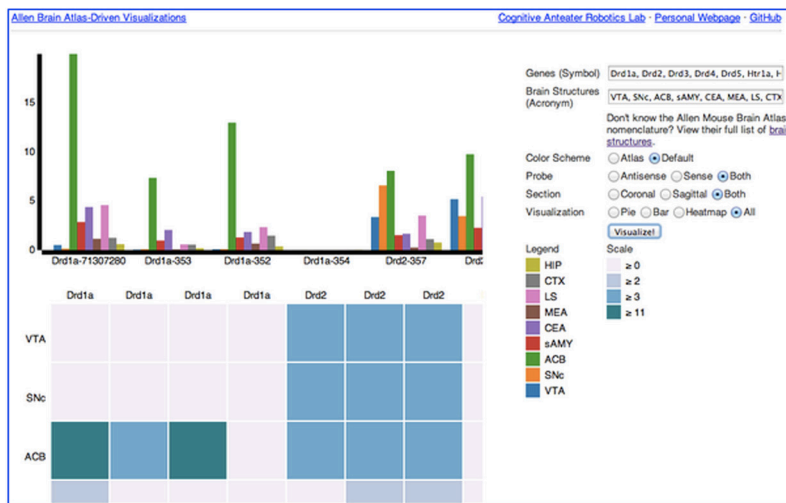 Allen Brain Atlas-Driven Visualizations
Cognitive Anteater Robotics Lab · Personal Webpage · GitHub
15
10
5
0
Drd1a-71307280 Drd1a-353 Drd1a-352 Drd1a-354 Drd2-357
Drd1a Drd1a Drd1a Drd1a Drd2 Drd2 Drd2
VTA
SNc
ACB
Genes (Symbol) Drd1a, Drd2, Drd3, Drd4, Drd5, Htr1a, H
Brain Structures
(Acronym) VTA, SNc, ACB, sAMY, CEA, MEA, LS, CTX
Don't know the Allen Mouse Brain Atlas
nomenclature? View their full list of brain
structures.
Color Scheme Atlas Default
Probe Antisense Sense Both
Section Coronal Sagittal Both
Visualization Pie Bar Heatmap All
Visualize!
Legend
HIP
CTX
LS
MEA
CEA
sAMY
ACB
SNc
VTA
Scale
≥ 0
≥ 2
≥ 3
≥ 11